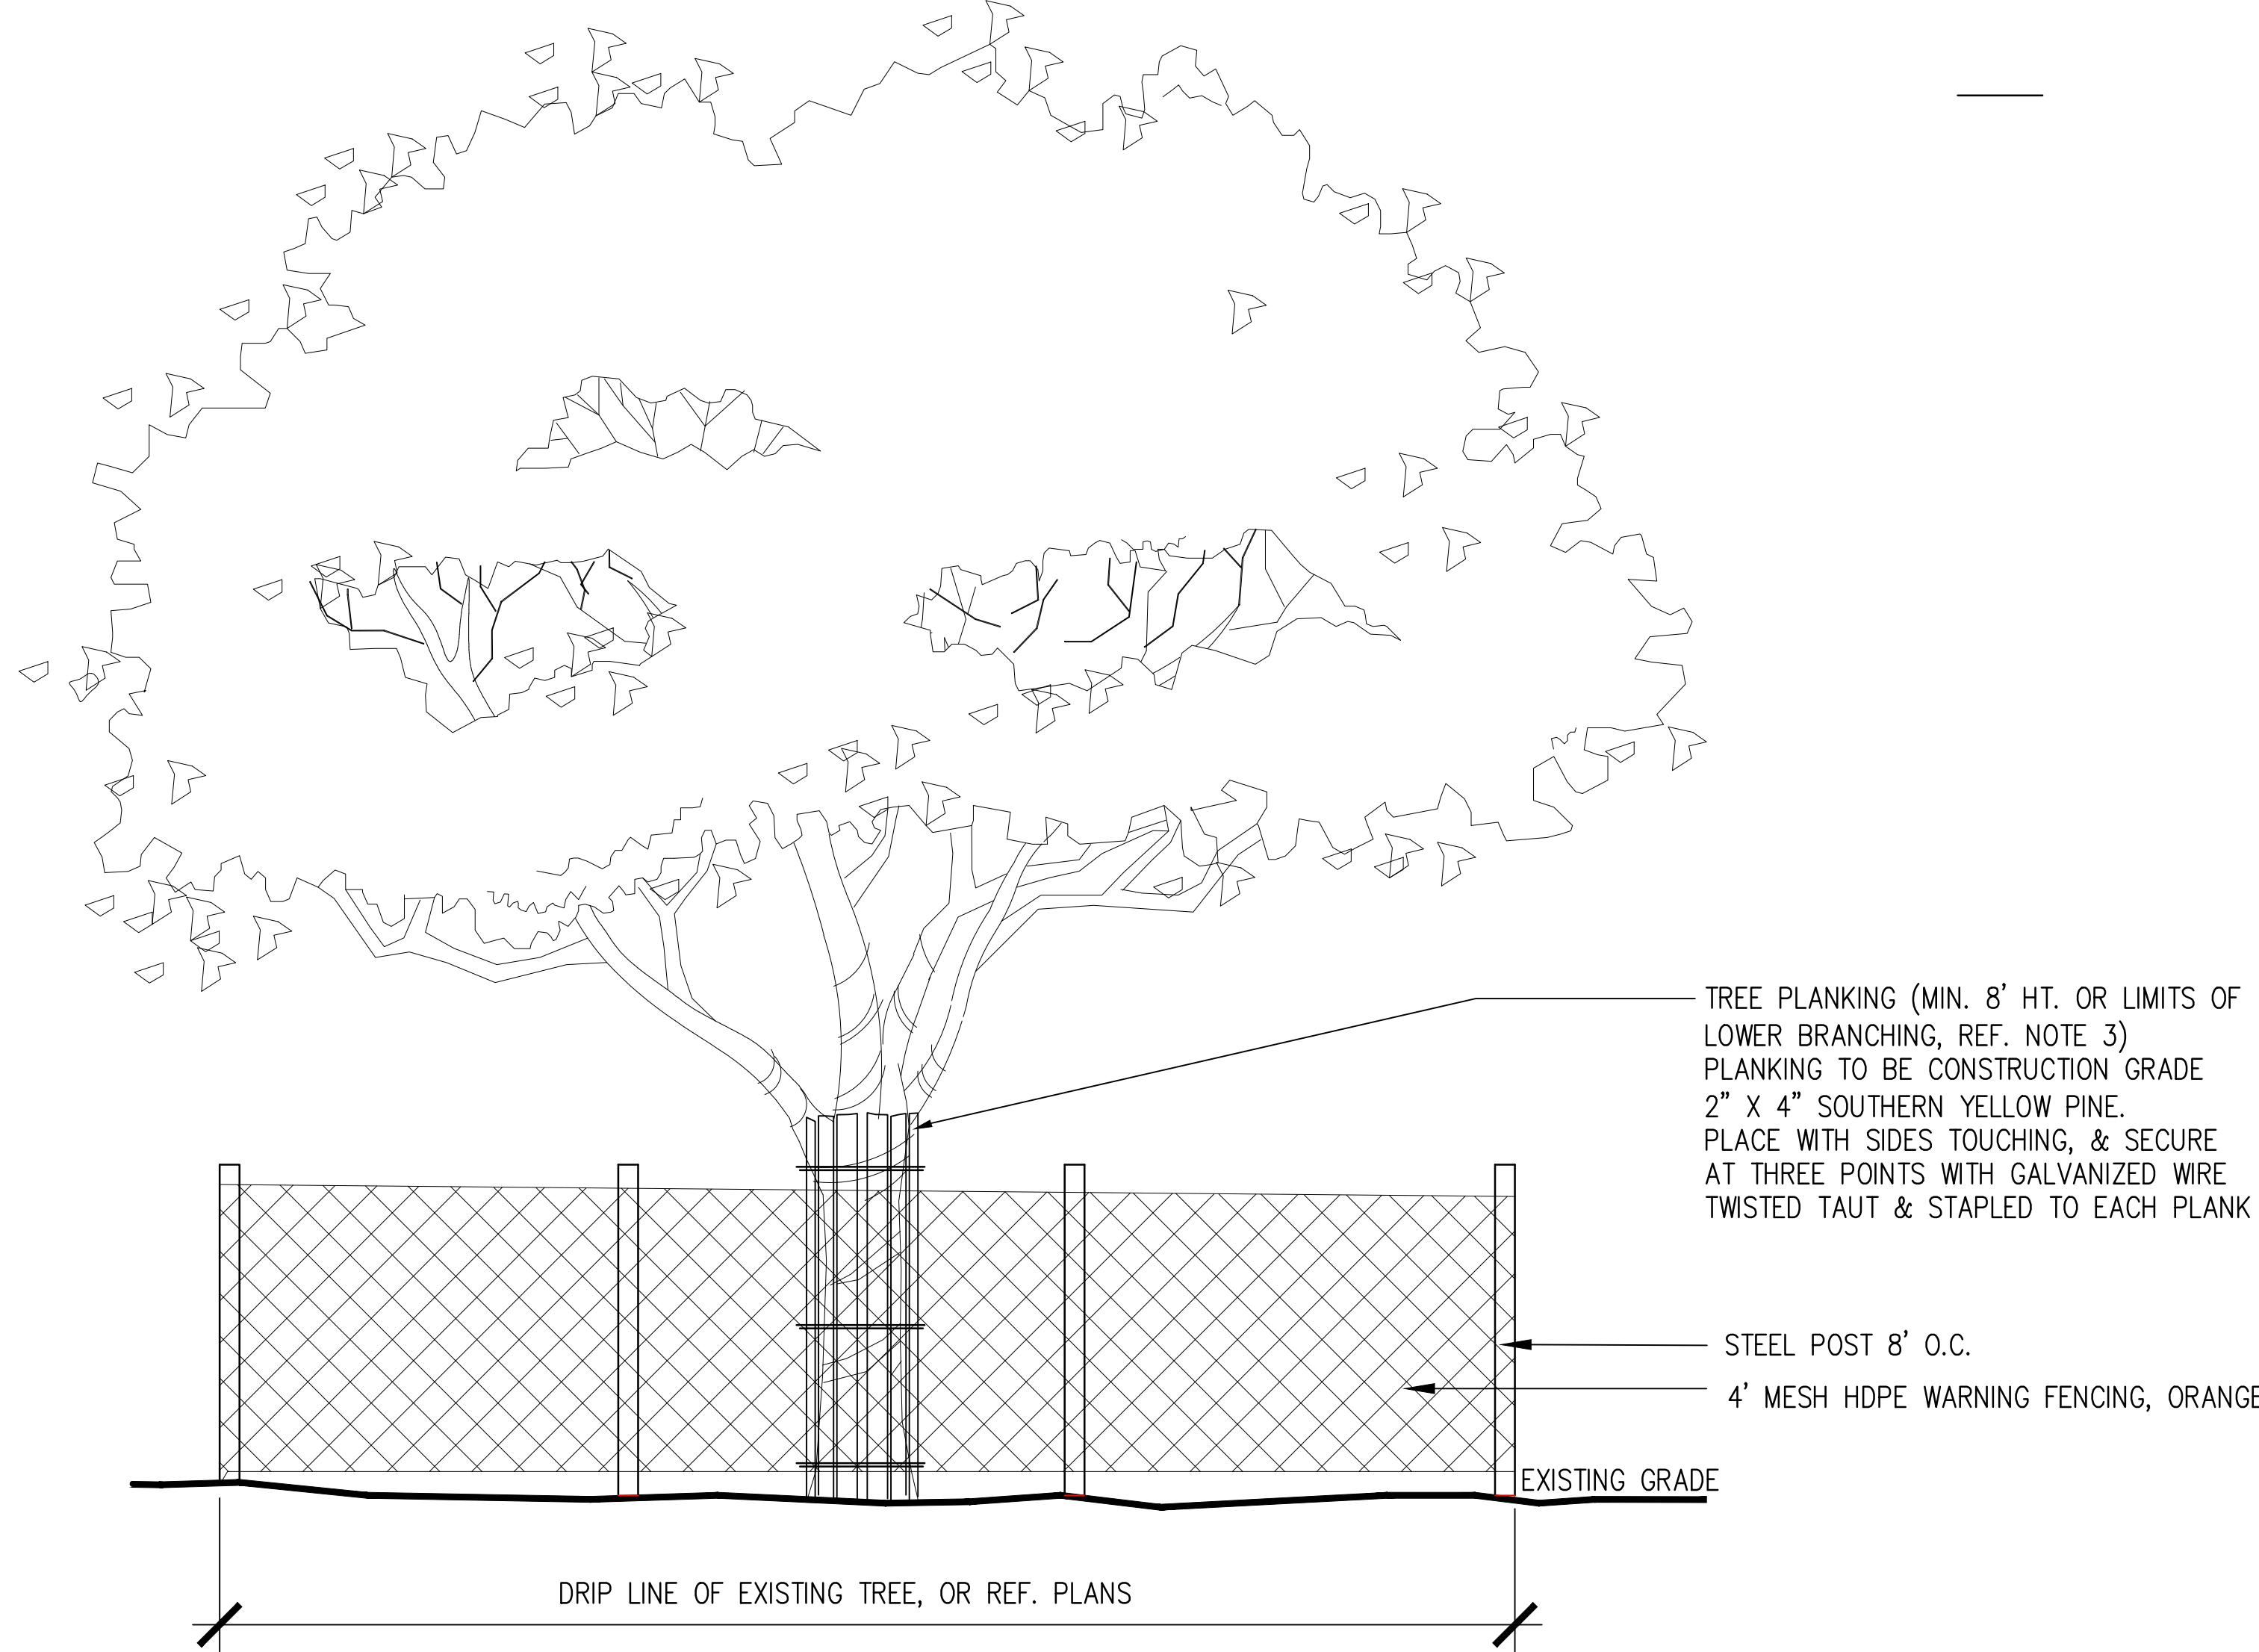 TREE PLANKING (MIN. 8' HT. OR LIMITS OF
LOWER BRANCHING, REF. NOTE 3)
PLANKING TO BE CONSTRUCTION GRADE
2" X 4" SOUTHERN YELLOW PINE.
PLACE WITH SIDES TOUCHING, & SECURE
AT THREE POINTS WITH GALVANIZED WIRE
TWISTED TAUT & STAPLED TO EACH PLANK
STEEL POST 8' O.C.
4' MESH HDPE WARNING FENCING, ORANGE
EXISTING GRADE
DRIP LINE OF EXISTING TREE, OR REF. PLANS